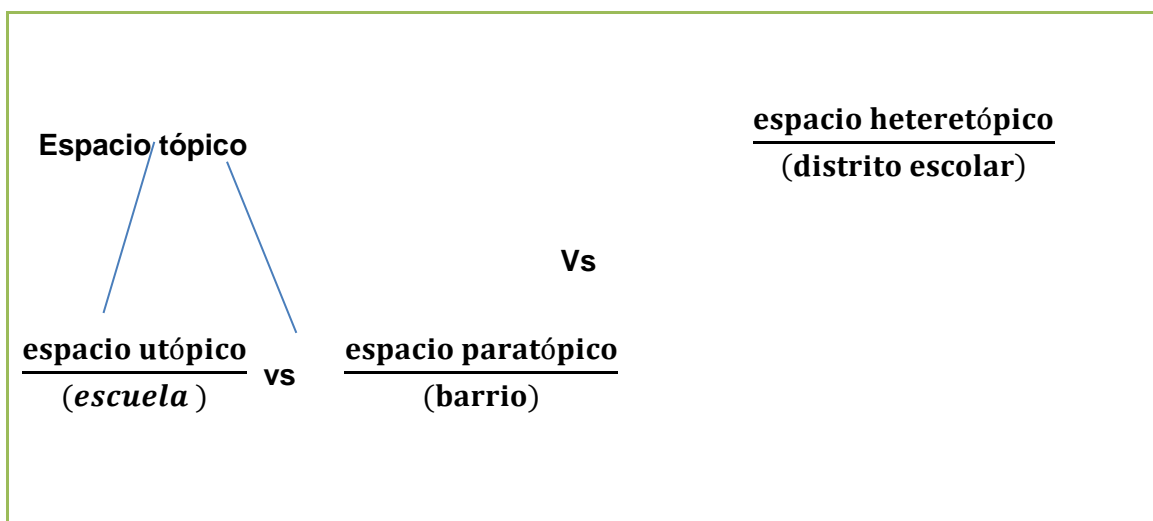 Espacio tópico
espacio heteretópico
(distrito escolar)
Vs
espacio utópico
(escuela )
vs
espacio paratópico
(barrio)